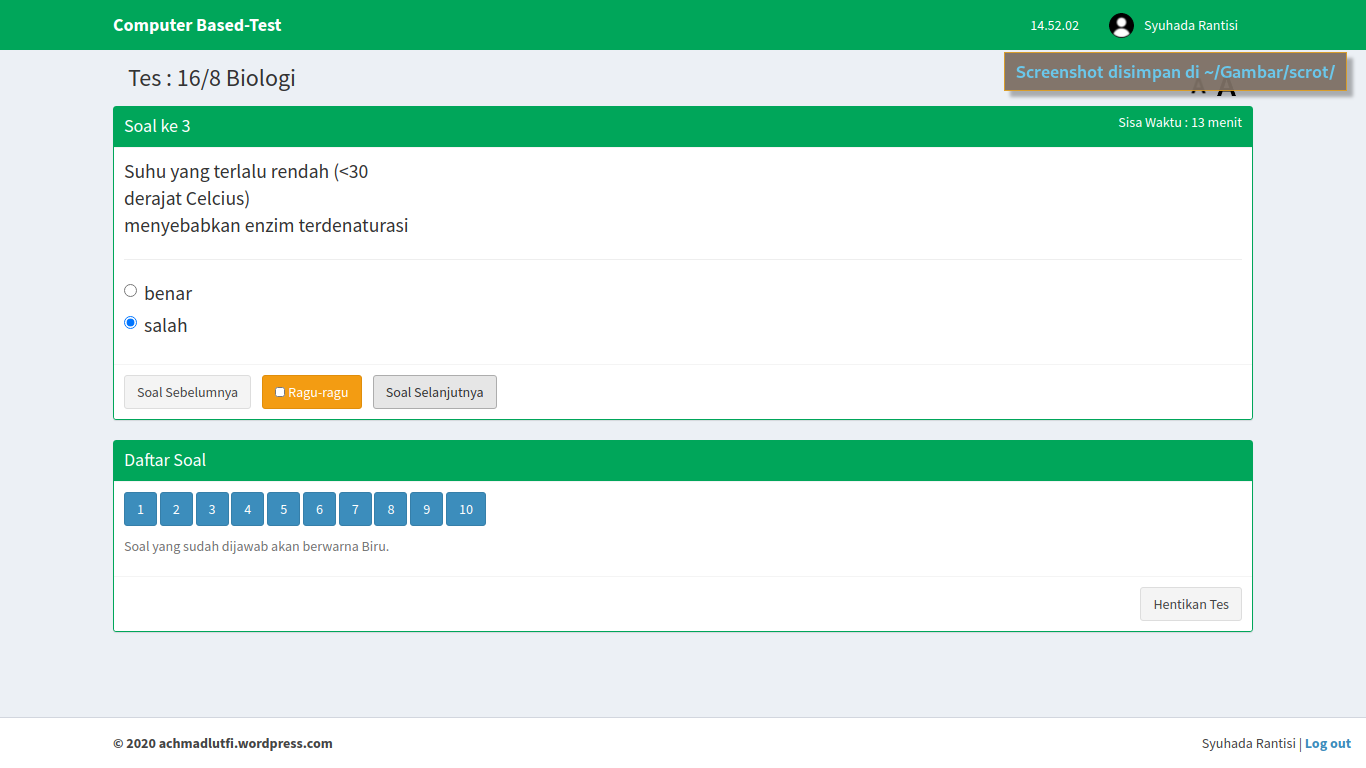 Computer Based-Test
14.52.02
Syuhada Rantisi
Tes : 16/8 Biologi
Screenshot disimpan di ~/Gambar/scrot/
A A
Soal ke 3
Sisa Waktu : 13 menit
Suhu yang terlalu rendah (<30
derajat Celcius)
menyebabkan enzim terdenaturasi
benar
salah
Soal Sebelumnya
Ragu-ragu
Soal Selanjutnya
Daftar Soal
1 2 3 4 5 6 7 8 9 10
Soal yang sudah dijawab akan berwarna Biru.
Hentikan Tes
© 2020 achmadlutfi.wordpress.com
Syuhada Rantisi | Log out